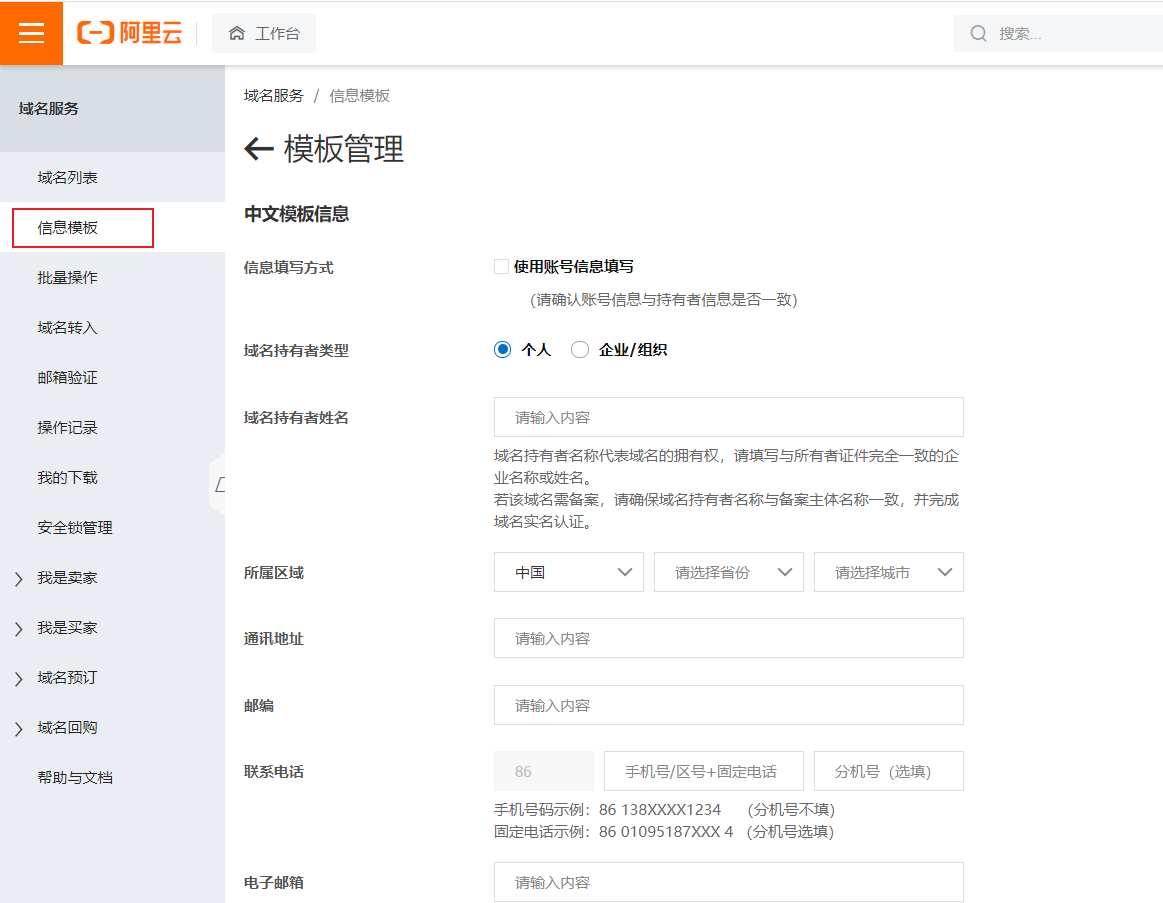 阿里云
工作台
搜索...
域名服务
域名列表
信息模板
批量操作
域名转入
邮箱验证
操作记录
我的下载
安全锁管理
我是卖家
我是买家
域名预订
域名回购
帮助与文档
域名服务 / 信息模板
模板管理
中文模板信息
信息填写方式
使用账号信息填写
(请确认账号信息与持有者信息是否一致)
域名持有者类型
个人 企业/组织
域名持有者姓名
请输入内容
域名持有者名称代表域名的拥有权，请填写与所有者证件完全一致的企
业名称或姓名。
若该域名需备案，请确保域名持有者名称与备案主体名称一致，并完成
域名实名认证。
所属区域
中国 请选择省份 请选择城市
通讯地址
请输入内容
邮编
请输入内容
联系电话
86 手机号/区号+固定电话 分机号（选填）
手机号码示例：86 138XXXX1234 (分机号不填)
固定电话示例：86 01095187XXX 4 (分机号选填)
电子邮箱
请输入内容